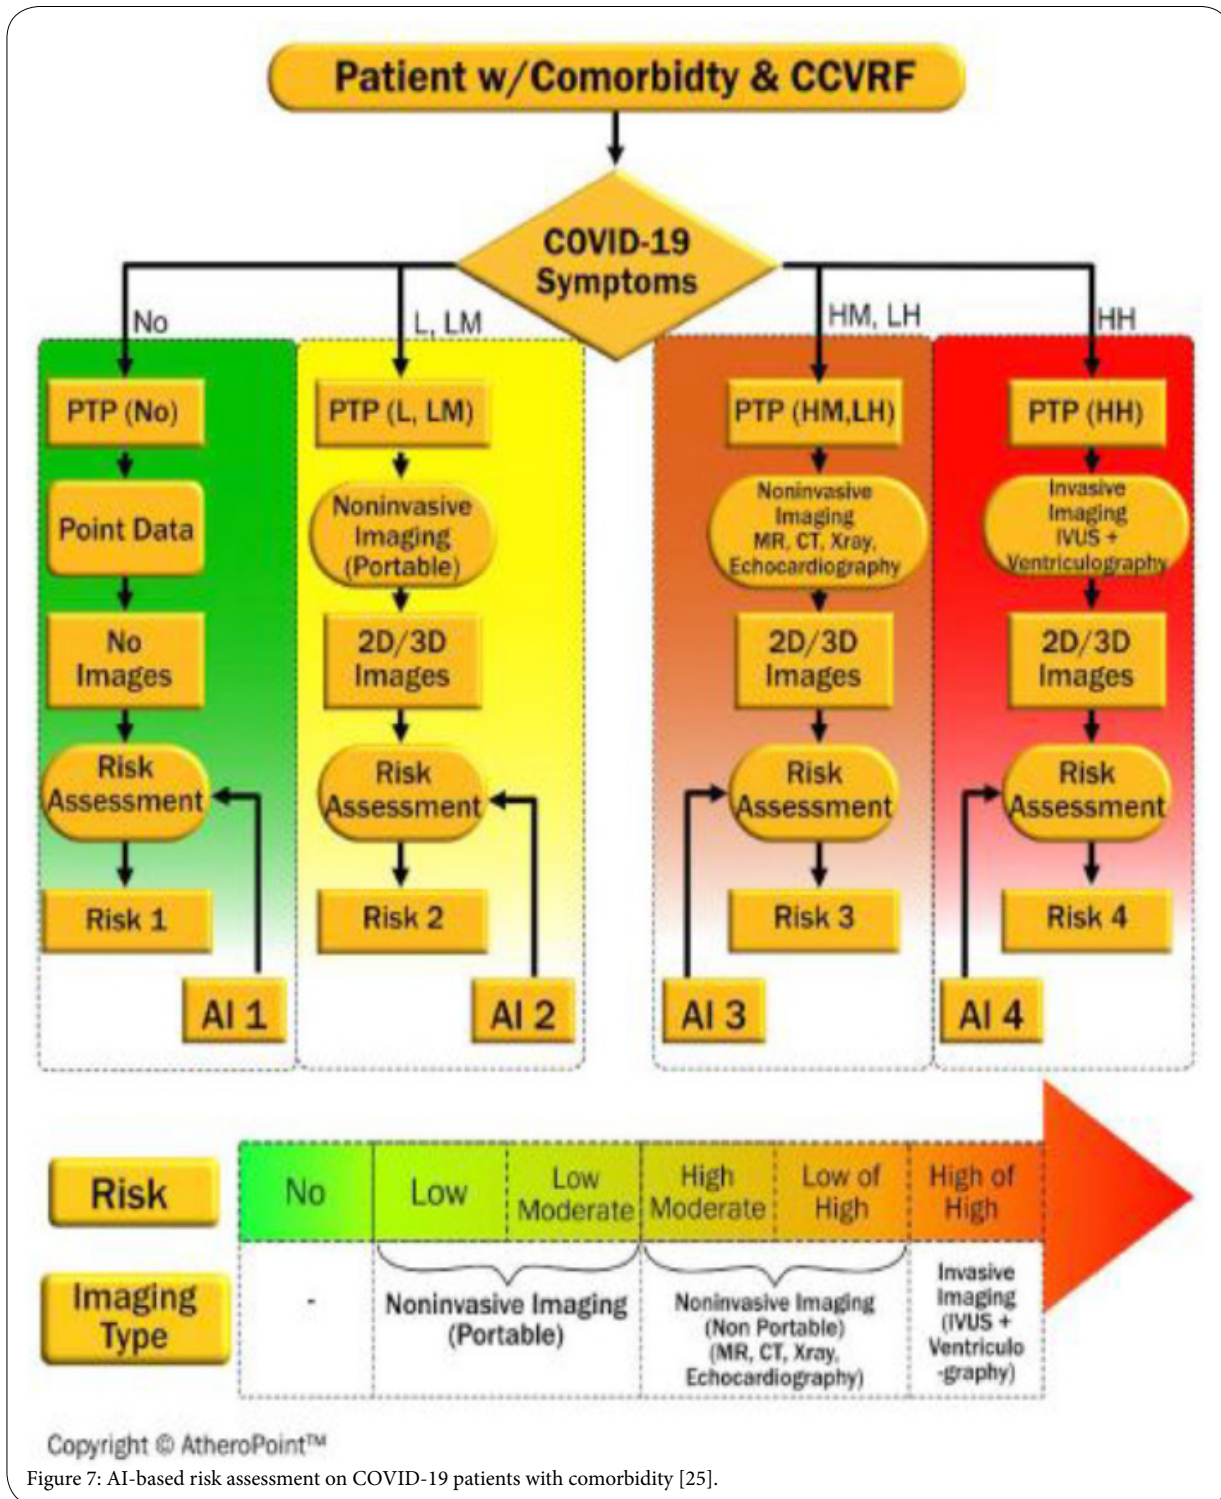 Patient w/Comorbidty & CCVRF
COVID-19
Symptoms
No
L, LM
HM, LH
HH
PTP (No)
Point Data
No
Images
Risk
Assessment
Risk 1
AI 1
PTP (L, LM)
Noninvasive
Imaging
(Portable)
2D/3D
Images
Risk
Assessment
Risk 2
AI 2
PTP (HM,LH)
Noninvasive
Imaging
MR, CT, Xray,
Echocardiography
2D/3D
Images
Risk
Assessment
Risk 3
AI 3
PTP (HH)
Invasive
Imaging
IVUS +
Ventriculography
2D/3D
Images
Risk
Assessment
Risk 4
AI 4
Risk
No
Low
Low
Moderate
High
Moderate
Low of
High
High of
High
Imaging
Type
-
Noninvasive Imaging
(Portable)
Noninvasive Imaging
(Non Portable)
(MR, CT, Xray,
Echocardiography)
Invasive
Imaging
(IVUS +
Ventriculo
-graphy)
Copyright © AtheroPoint™
Figure 7: AI-based risk assessment on COVID-19 patients with comorbidity [25].